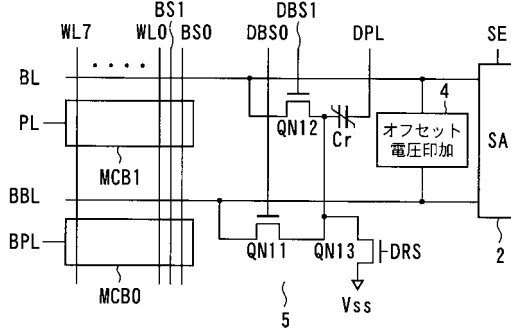 BS1
DBS1
WL7
WL0
BS0
DBS0
DPL
SE
BL
4
PL
QN12
Cr
オフセット
電圧印加
SA
MCB1
BBL
BPL
QN11
QN13
DRS
2
MCB0
5
Vss